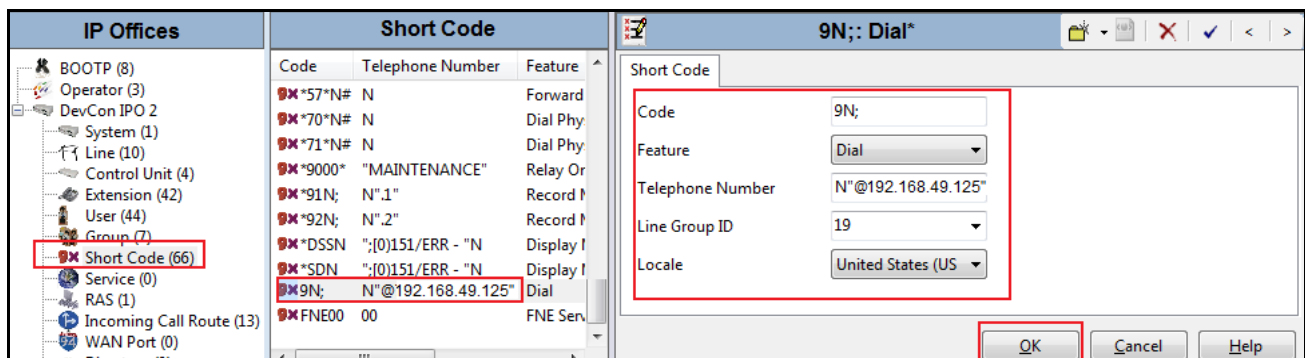 IP Offices
BOOTP (8)
Operator (3)
DevCon IPO 2
System (1)
Line (10)
Control Unit (4)
Extension (42)
User (44)
Group (7)
Short Code (66)
Service (0)
RAS (1)
Incoming Call Route (13)
WAN Port (0)
Short Code
Code Telephone Number Feature
*57*N# N Forward
*70*N# N Dial Phy
*71*N# N Dial Phy
*9000* "MAINTENANCE" Relay Or
*91N; N".1" Record M
*92N; N".2" Record M
*DSSN ";[0)151/ERR - "N Display
*SDN ";[0)151/ERR - "N Display
9N; N"@192.168.49.125" Dial
FNE00 00 FNE Serv
9N;: Dial*
Short Code
Code 9N;
Feature Dial
Telephone Number N"@192.168.49.125"
Line Group ID 19
Locale United States (US
OK Cancel Help